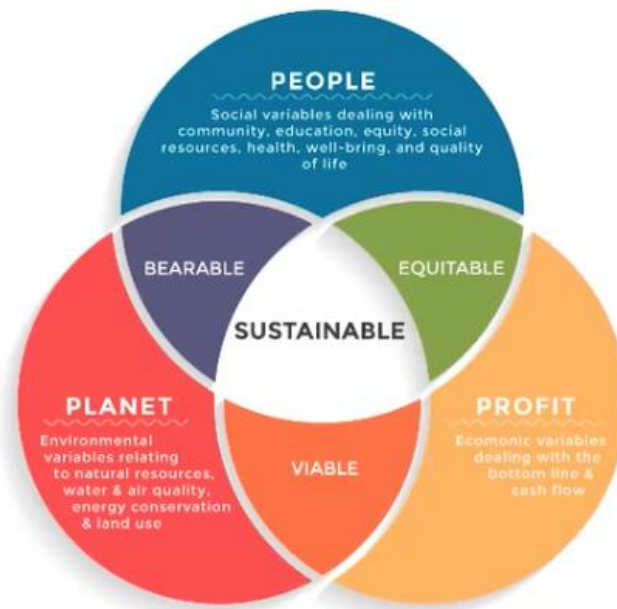 PEOPLE
Social variables dealing with
community, education, equity, social
resources, health, well-bring, and quality
of life
BEARABLE
EQUITABLE
SUSTAINABLE
PLANET
Environmental
variables relating
to natural resources,
water & air quality,
energy conservation
& land use
VIABLE
PROFIT
Ecomonic variables
dealing with the
bottom line &
cash flow